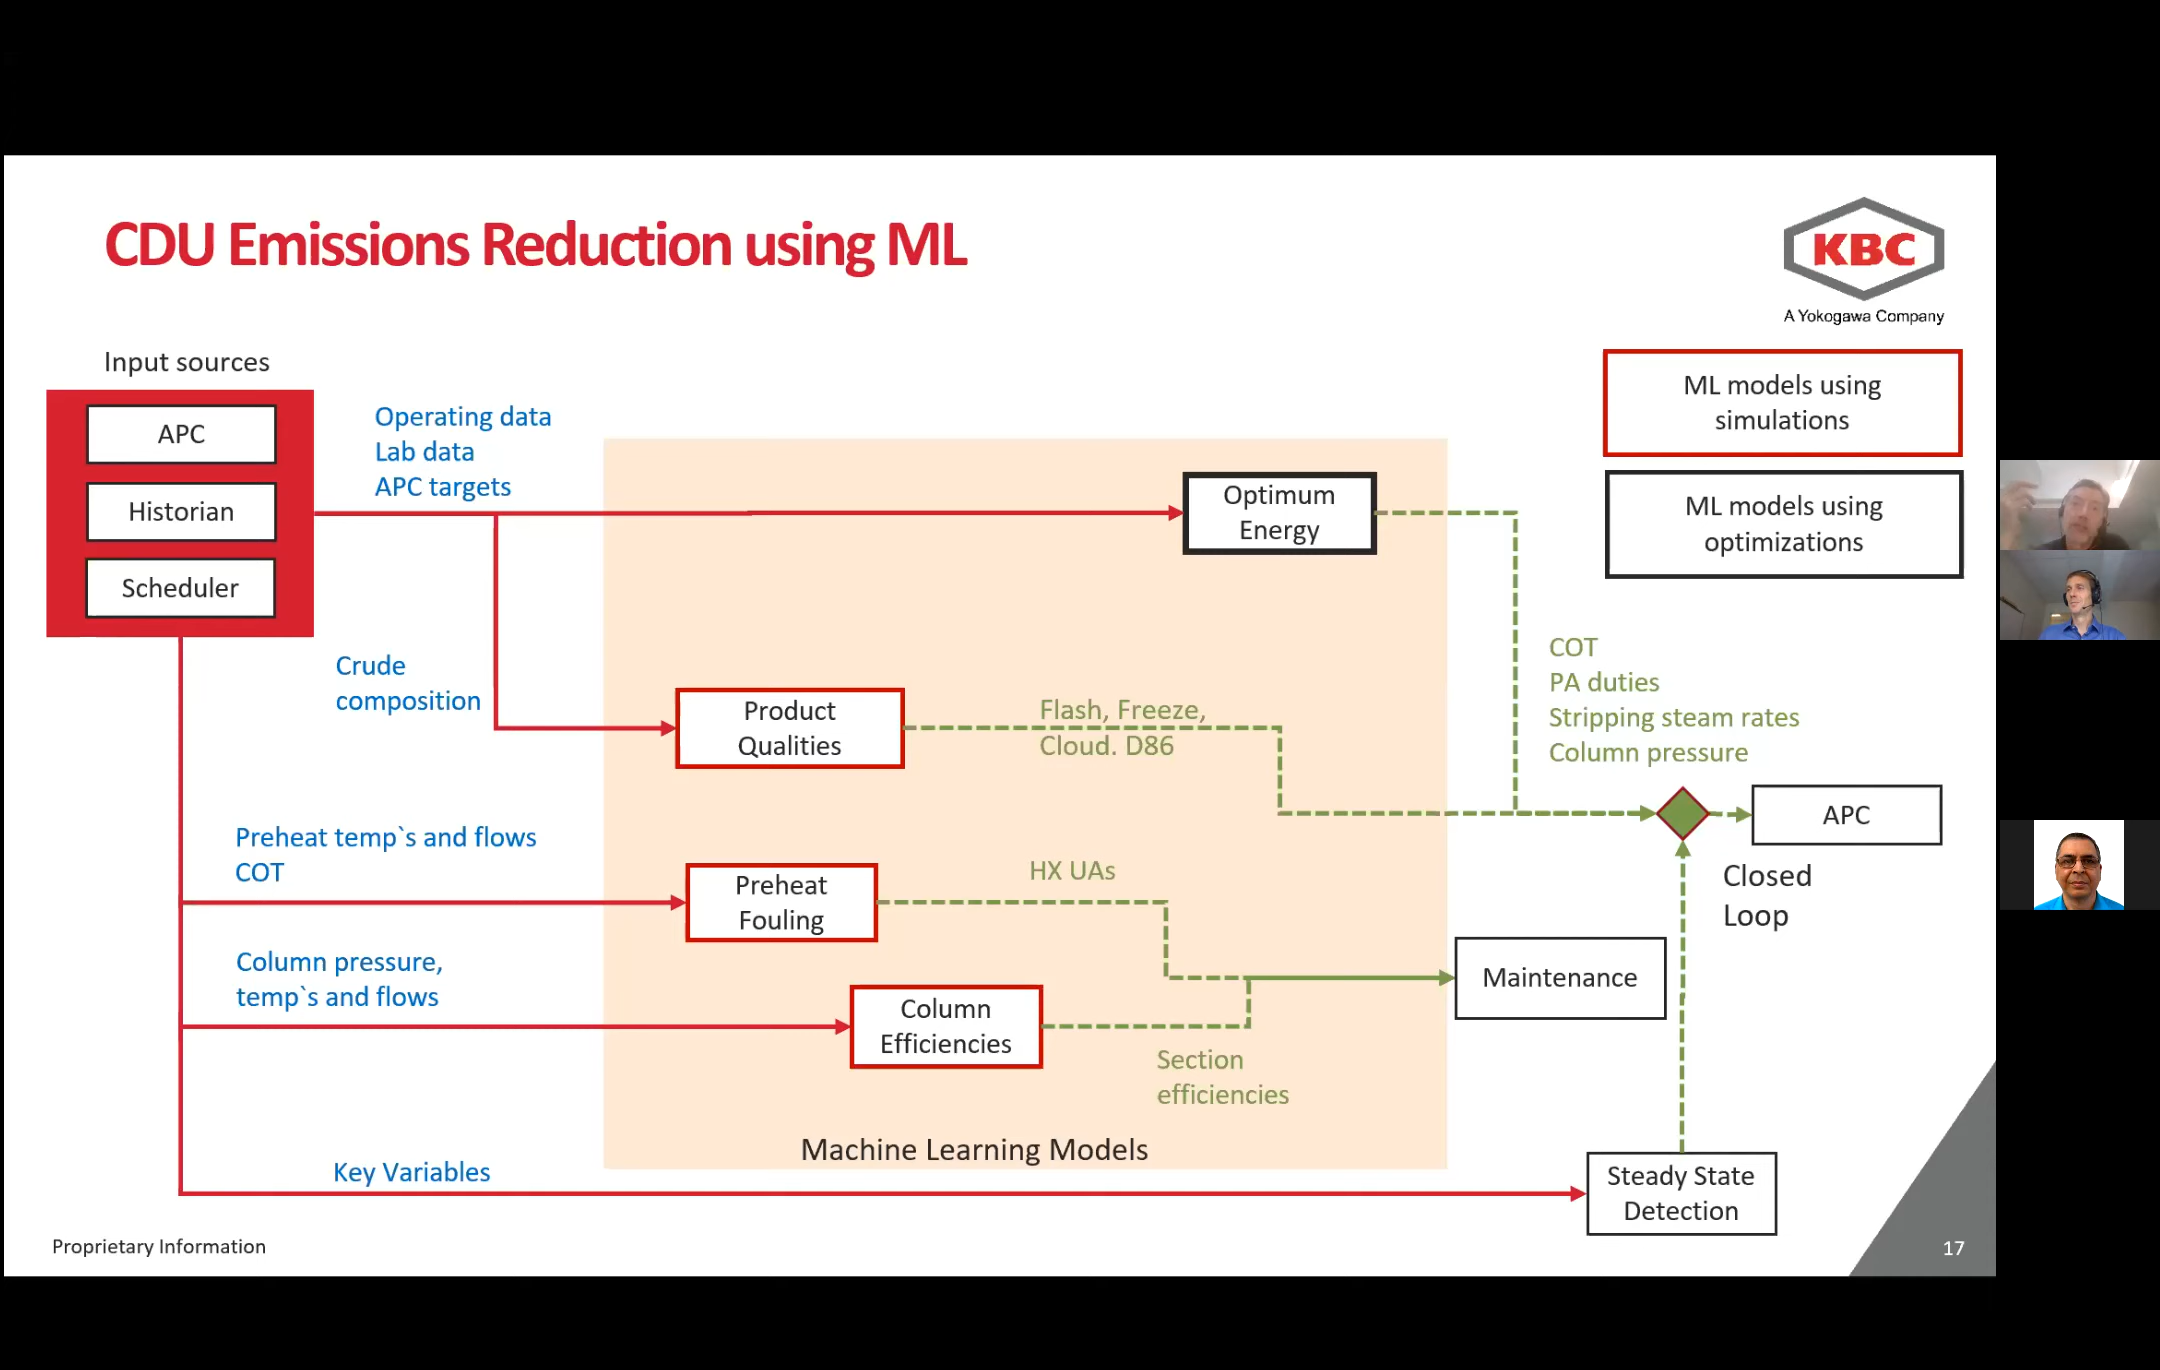 CDU Emissions Reduction using ML
KBC
A Yokogawa Company
Input sources
APC
Historian
Scheduler
Operating data
Lab data
APC targets
Optimum
Energy
ML models using
simulations
ML models using
optimizations
Crude
composition
Product
Qualities
Flash, Freeze,
Cloud. D86
COT
PA duties
Stripping steam rates
Column pressure
APC
Closed
Loop
Preheat temp`s and flows
COT
Preheat
Fouling
HX UAs
Column pressure,
temp`s and flows
Column
Efficiencies
Section
efficiencies
Maintenance
Machine Learning Models
Key Variables
Steady State
Detection
Proprietary Information
17